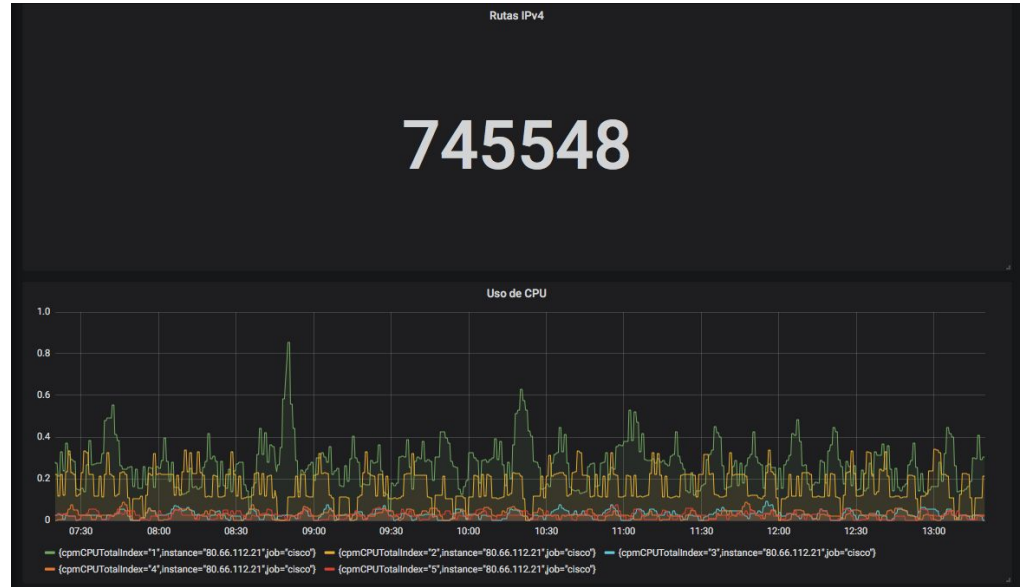 Rutas IPv4
745548
Uso de CPU
1.0
0.8
0.6
0.4
0.2
0
07:30 08:00 08:30 09:00 09:30 10:00 10:30 11:00 11:30 12:00 12:30 13:00
{cpmCPUTotalIndex="1",instance="80.66.112.21",job="cisco"} {cpmCPUTotalIndex="2",instance="80.66.112.21",job="cisco"} {cpmCPUTotalIndex="3",instance="80.66.112.21",job="cisco"}
{cpmCPUTotalIndex="4",instance="80.66.112.21",job="cisco"} {cpmCPUTotalIndex="5",instance="80.66.112.21",job="cisco"}